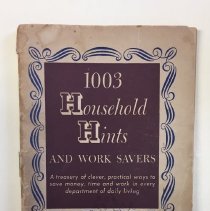 1003
Household
Hints
AND WORK SAVERS
A treasury of clever, practical ways to
save money, time and work in every
department of daily living